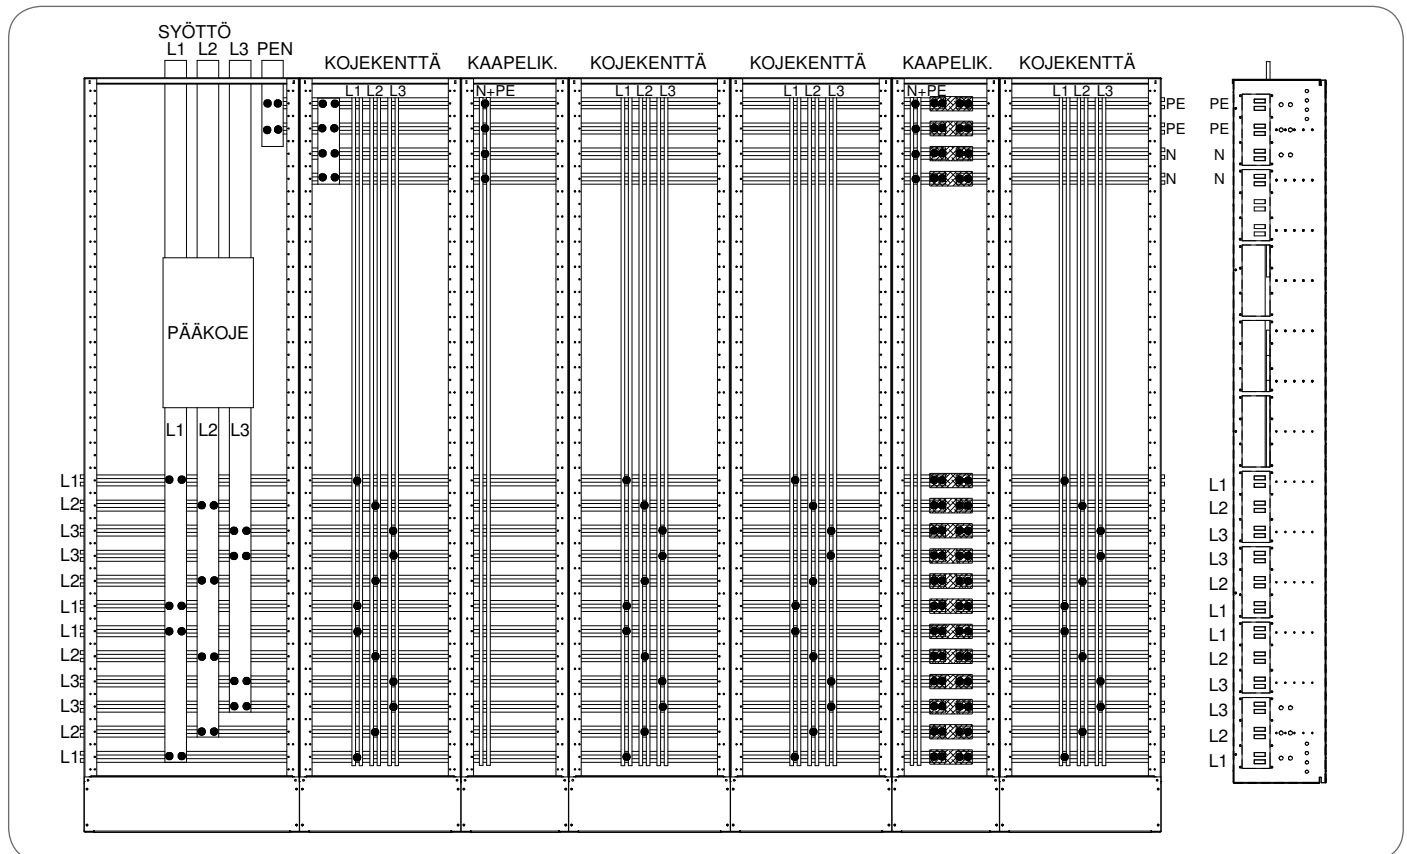 SYÖTTÖ
L1 L2 L3 PEN
KOJEKENTTÄ KAAPELIK. KOJEKENTTÄ KOJEKENTTÄ KAAPELIK. KOJEKENTTÄ
L1 L2 L3 N+PE L1 L2 L3 L1 L2 L3 N+PE L1 L2 L3
PE PE
PE PE
N N
N N
PÄÄKOJE
L1 L2 L3
L1 L1
L2 L2
L3 L3
L3 L3
L2 L2
L1 L1
L1 L1
L2 L2
L3 L3
L3 L3
L2 L2
L1 L1